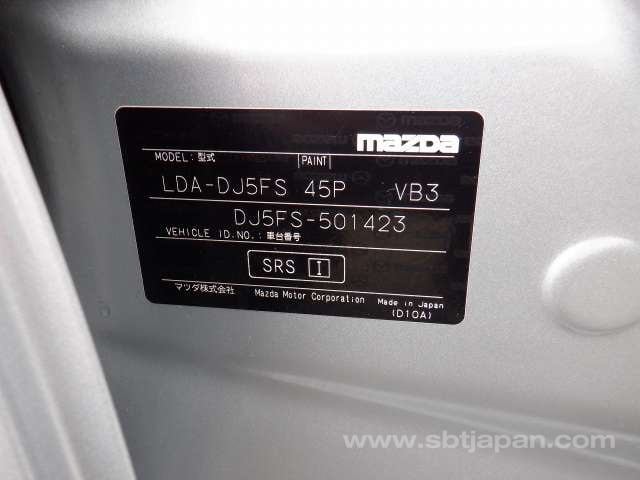 mazda
MODEL: 型式 PAINT
LDA-DJ5FS 45P VB3
DJ5FS-501423
VEHICLE ID.NO.: 車台番号
SRS I
マツダ株式会社 Mazda Motor Corporation Made in Japan
(D10A)
www.sbtjapan.com